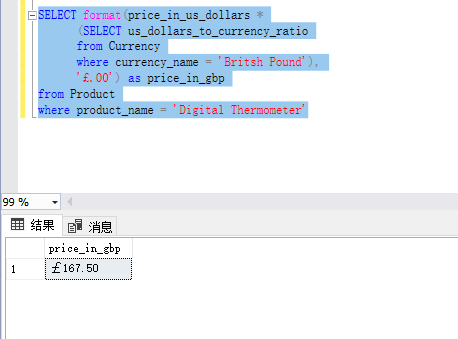 SELECT format(price_in_us_dollars *
(SELECT us_dollars_to_currency_ratio
from Currency
where currency_name = 'Britsh Pound'),
'£.00') as price_in_gbp
from Product
where product_name = 'Digital Thermometer'
99 %
结果 消息
price_in_gbp
1 £167.50